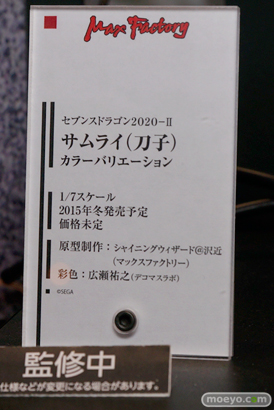 Max Factory
セブンスドラゴン2020-II
サムライ(刀子)
カラーバリエーション
1/7スケール
2015年冬発売予定
価格未定
原型制作：シャイニングウィザード@沢近
(マックスファクトリー)
彩色：広瀬祐之(デコマスラボ)
©SEGA
監修中
仕様などが変更になる場合があります。
moeyo.com